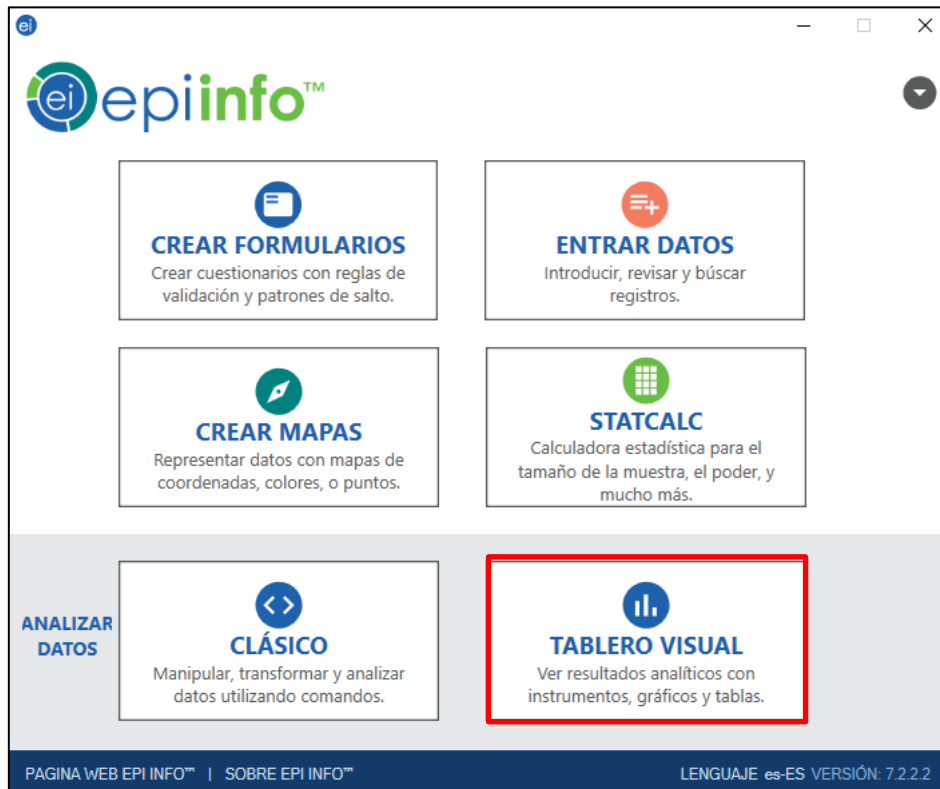 ei
ei epiinfo™
CREAR FORMULARIOS
Crear cuestionarios con reglas de
validación y patrones de salto.
ENTRAR DATOS
Introducir, revisar y búscar
registros.
CREAR MAPAS
Representar datos con mapas de
coordenadas, colores, o puntos.
STATCALC
Calculadora estadística para el
tamaño de la muestra, el poder, y
mucho más.
ANALIZAR
DATOS
CLÁSICO
Manipular, transformar y analizar
datos utilizando comandos.
TABLERO VISUAL
Ver resultados analíticos con
instrumentos, gráficos y tablas.
PAGINA WEB EPI INFO™ | SOBRE EPI INFO™ LENGUAJE es-ES VERSIÓN: 7.2.2.2